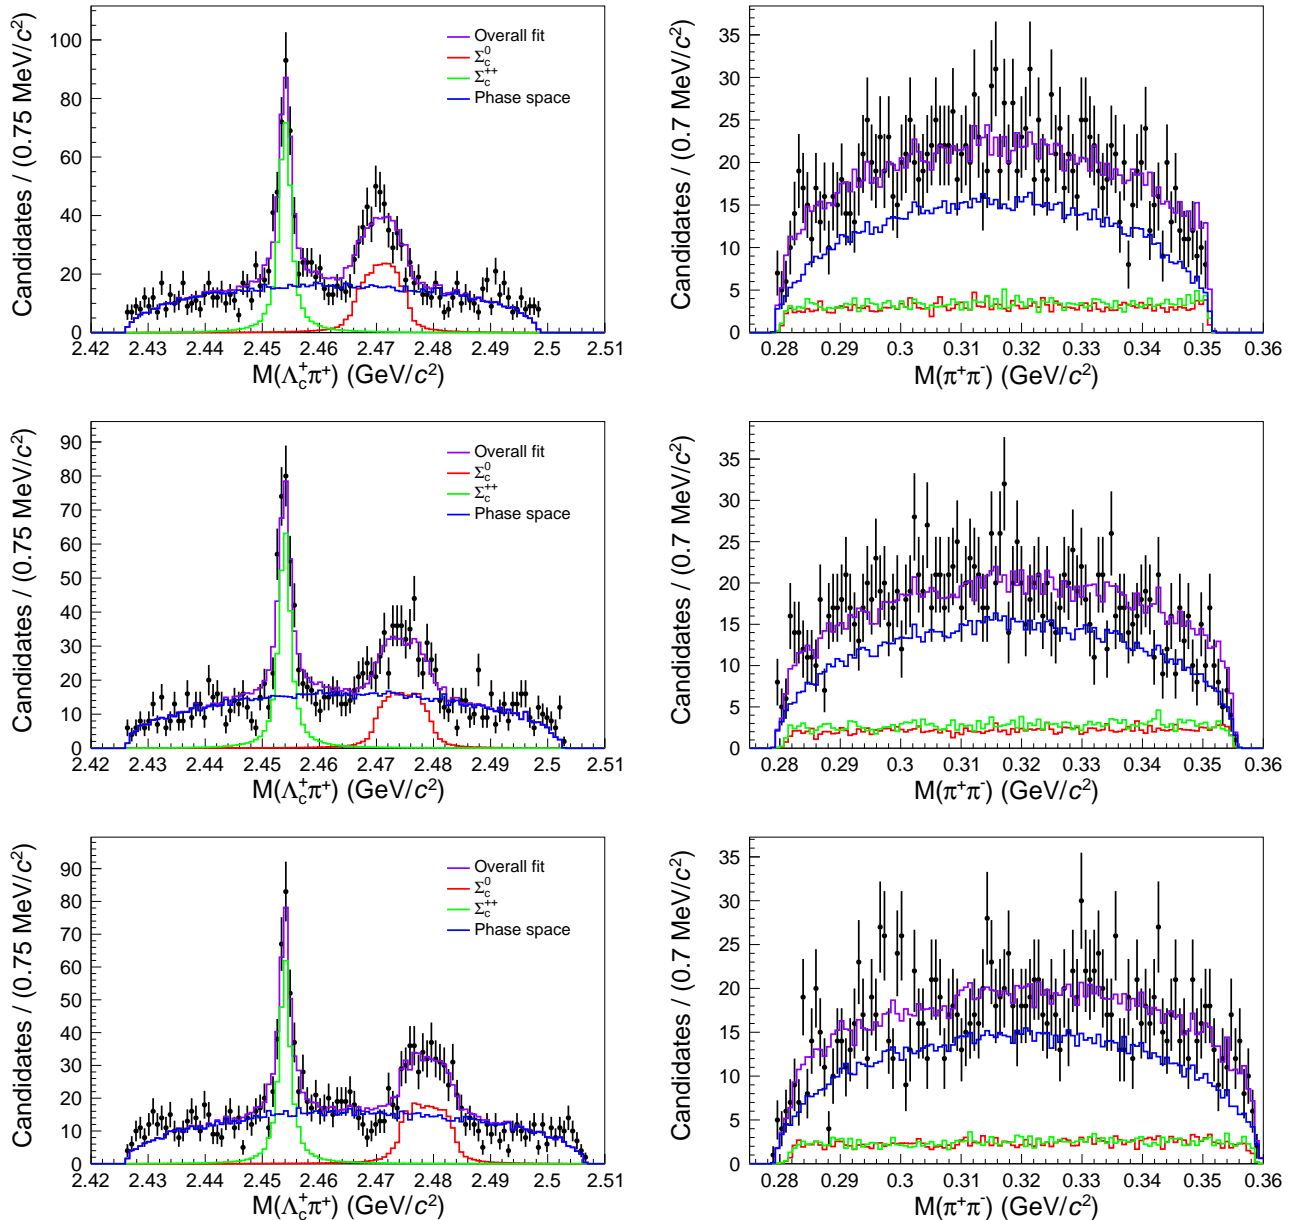 Candidates / (0.75 MeV/c²)
100
80
60
40
20
0
Overall fit
Σc⁰
Σc⁺⁺
Phase space
2.42 2.43 2.44 2.45 2.46 2.47 2.48 2.49 2.5 2.51
M(Λc⁺π⁺) (GeV/c²)
Candidates / (0.7 MeV/c²)
35
30
25
20
15
10
5
0
0.28 0.29 0.3 0.31 0.32 0.33 0.34 0.35 0.36
M(π⁺π⁻) (GeV/c²)
Candidates / (0.75 MeV/c²)
90
80
70
60
50
40
30
20
10
0
Overall fit
Σc⁰
Σc⁺⁺
Phase space
2.42 2.43 2.44 2.45 2.46 2.47 2.48 2.49 2.5 2.51
M(Λc⁺π⁺) (GeV/c²)
Candidates / (0.7 MeV/c²)
35
30
25
20
15
10
5
0
0.28 0.29 0.3 0.31 0.32 0.33 0.34 0.35 0.36
M(π⁺π⁻) (GeV/c²)
Candidates / (0.75 MeV/c²)
90
80
70
60
50
40
30
20
10
0
Overall fit
Σc⁰
Σc⁺⁺
Phase space
2.42 2.43 2.44 2.45 2.46 2.47 2.48 2.49 2.5 2.51
M(Λc⁺π⁺) (GeV/c²)
Candidates / (0.7 MeV/c²)
35
30
25
20
15
10
5
0
0.28 0.29 0.3 0.31 0.32 0.33 0.34 0.35 0.36
M(π⁺π⁻) (GeV/c²)